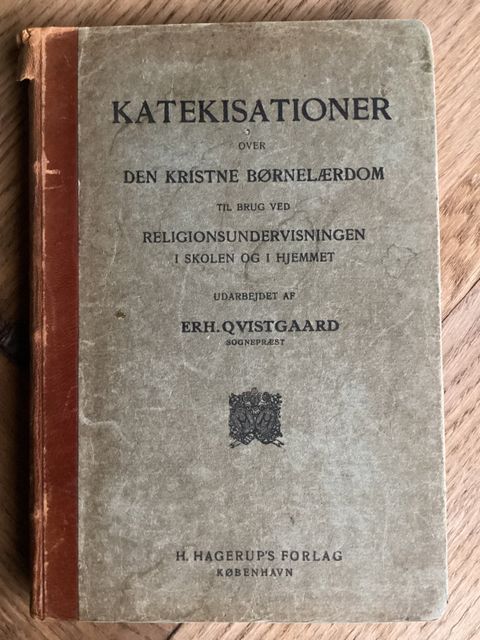 KATEKISATIONER
OVER
DEN KRISTNE BØRNELÆRDOM
TIL BRUG VED
RELIGIONSUNDERVISNINGEN
I SKOLEN OG I HJEMMET
UDARBEJDET AF
ERH. QVISTGAARD
SOGNEPRÆST
H. HAGERUP'S FORLAG
KØBENHAVN